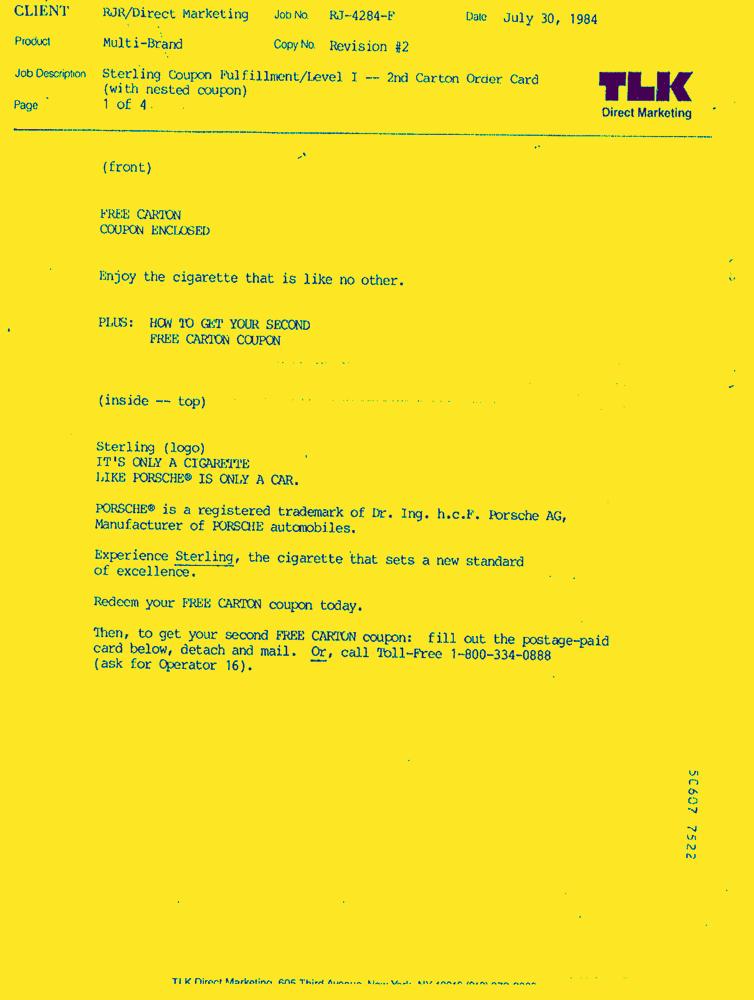 CLIENT RJR/Direct Marketing Job No. RJ-4284-F Date July 30, 1984
Product Multi-Brand Copy No. Revision #2
Job Description Sterling Coupon Fulfillment/Level I -- 2nd Carton Order Card
(with nested coupon)
Page 1 of 4
TLK
Direct Marketing
(front)
FREE CARTON
COUPON ENCLOSED
Enjoy the cigarette that is like no other.
PLUS: HOW TO GET YOUR SECOND
FREE CARTON COUPON
(inside -- top)
Sterling (logo)
IT'S ONLY A CIGARETTE
LIKE PORSCHE® IS ONLY A CAR.
PORSCHE® is a registered trademark of Dr. Ing. h.c.F. Porsche AG,
Manufacturer of PORSCHE automobiles.
Experience Sterling, the cigarette that sets a new standard
of excellence.
Redeem your FREE CARTON coupon today.
Then, to get your second FREE CARTON coupon: fill out the postage-paid
card below, detach and mail. Or, call Toll-Free 1-800-334-0888
(ask for Operator 16).
50607 7522
TLK Direct Marketing, 605 Third Avenue, New York, NY